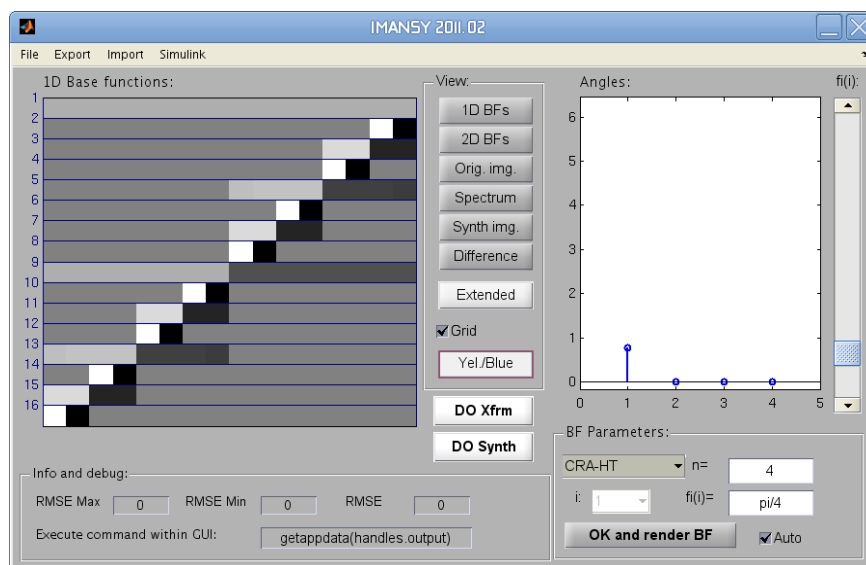 IMANSY 2011.02
File Export Import Simulink
1D Base functions:
1
2
3
4
5
6
7
8
9
10
11
12
13
14
15
16
View:
1D BFs
2D BFs
Orig. img.
Spectrum
Synth img.
Difference
Extended
Grid
Yel./Blue
DO Xfrm
DO Synth
Angles:
fi(i):
6
5
4
3
2
1
0
0 1 2 3 4 5
BF Parameters:
CRA-HT n= 4
i: 1 fi(i)= pi/4
OK and render BF Auto
Info and debug:
RMSE Max 0 RMSE Min 0 RMSE 0
Execute command within GUI: getappdata(handles.output)